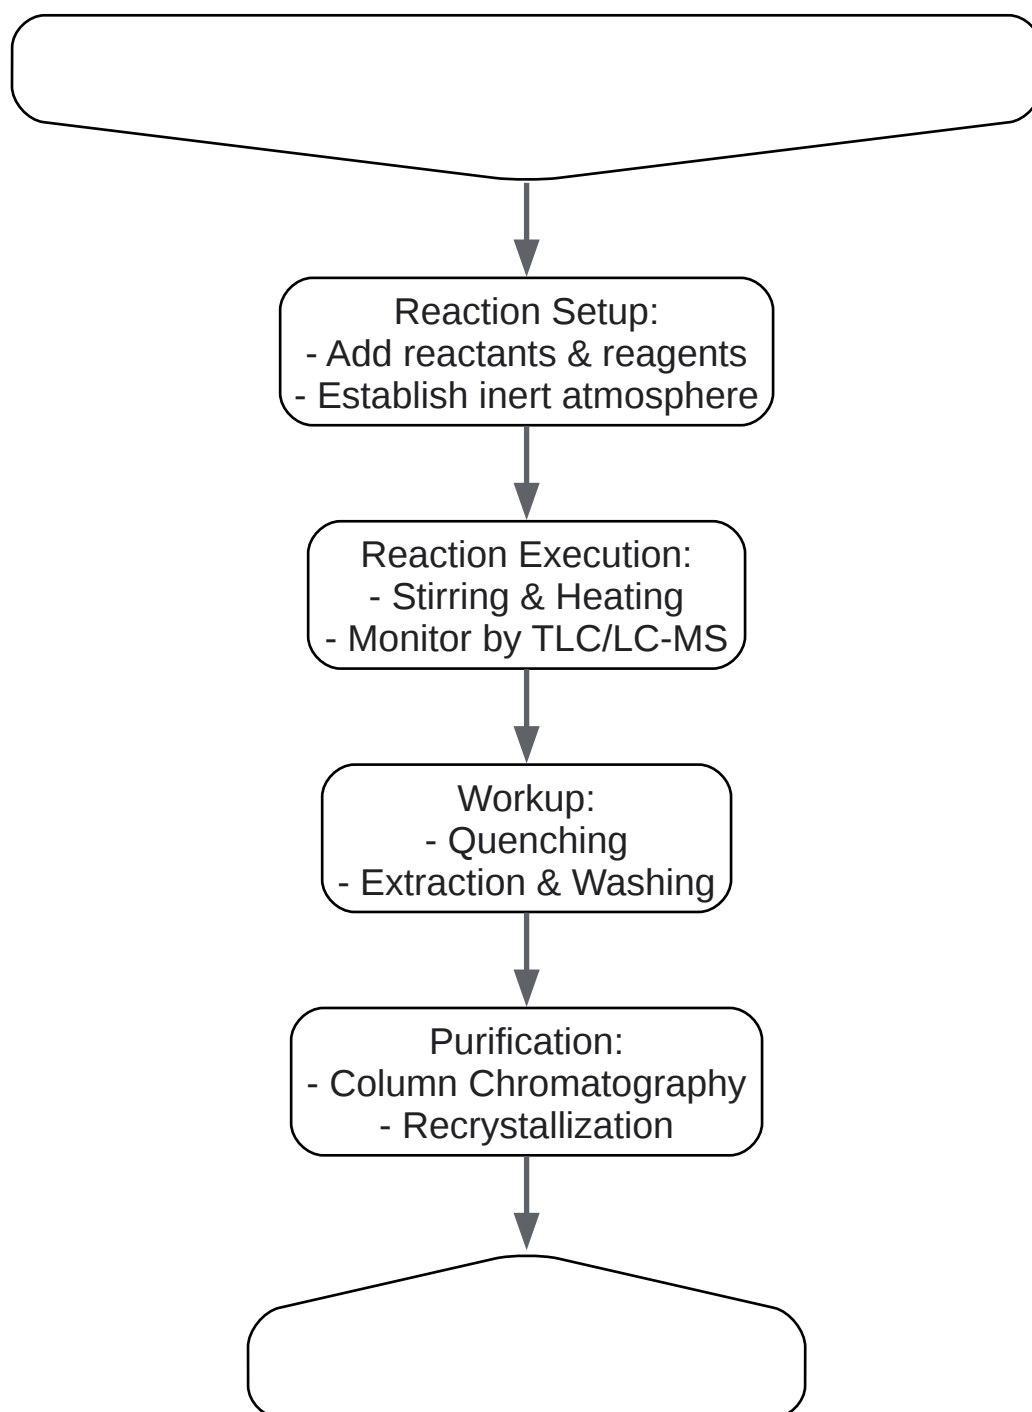 Reaction Setup:
- Add reactants & reagents
- Establish inert atmosphere
Reaction Execution:
- Stirring & Heating
- Monitor by TLC/LC-MS
Workup:
- Quenching
- Extraction & Washing
Purification:
- Column Chromatography
- Recrystallization